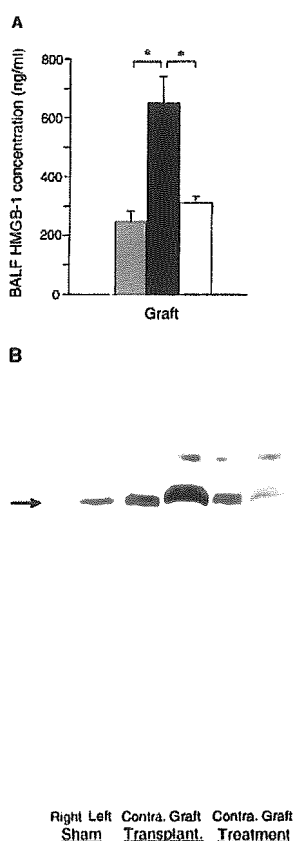 A
BALF HMGB-1 concentration (ng/ml)
800
600
400
200
0
* *
Graft
B
Right Left Contra. Graft Contra. Graft
Sham Transplant. Treatment